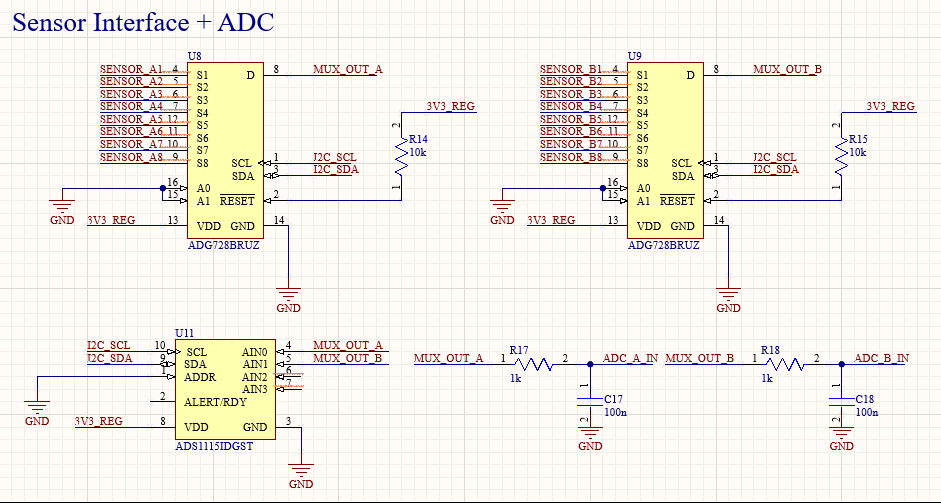 Sensor Interface + ADC
U8
SENSOR_A1 4 S1 D 8 MUX_OUT_A
SENSOR_A2 5 S2
SENSOR_A3 6 S3
SENSOR_A4 7 S4
SENSOR_A5 12 S5
SENSOR_A6 11 S6
SENSOR_A7 10 S7
SENSOR_A8 9 S8
SCL 1 I2C_SCL
SDA 3 I2C_SDA
16 A0
15 A1 RESET 2
3V3_REG 13 VDD GND 14
ADG728BRUZ
GND
GND
3V3_REG
2
R14
10k
1
U9
SENSOR_B1 4 S1 D 8 MUX_OUT_B
SENSOR_B2 5 S2
SENSOR_B3 6 S3
SENSOR_B4 7 S4
SENSOR_B5 12 S5
SENSOR_B6 11 S6
SENSOR_B7 10 S7
SENSOR_B8 9 S8
SCL 1 I2C_SCL
SDA 3 I2C_SDA
16 A0
15 A1 RESET 2
3V3_REG 13 VDD GND 14
ADG728BRUZ
GND
GND
3V3_REG
2
R15
10k
1
U11
I2C_SCL 10 SCL AIN0 4 MUX_OUT_A
I2C_SDA 9 SDA AIN1 5 MUX_OUT_B
1 ADDR AIN2 6
AIN3 7
2 ALERT/RDY
3V3_REG 8 VDD GND 3
ADS1115IDGST
GND
GND
MUX_OUT_A 1 R17 2 ADC_A_IN
1k
1
C17
100n
2
GND
MUX_OUT_B 1 R18 2 ADC_B_IN
1k
1
C18
100n
2
GND